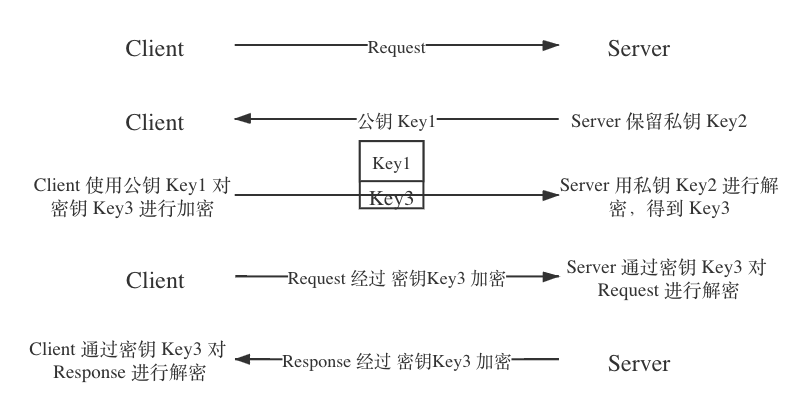 Client
Request
Server
Client
公钥 Key1
Server 保留私钥 Key2
Key1
Client 使用公钥 Key1 对
密钥 Key3 进行加密
Key3
Server 用私钥 Key2 进行解
密，得到 Key3
Client
Request 经过 密钥Key3 加密
Server 通过密钥 Key3 对
Request 进行解密
Client 通过密钥 Key3 对
Response 进行解密
Response 经过 密钥Key3 加密
Server